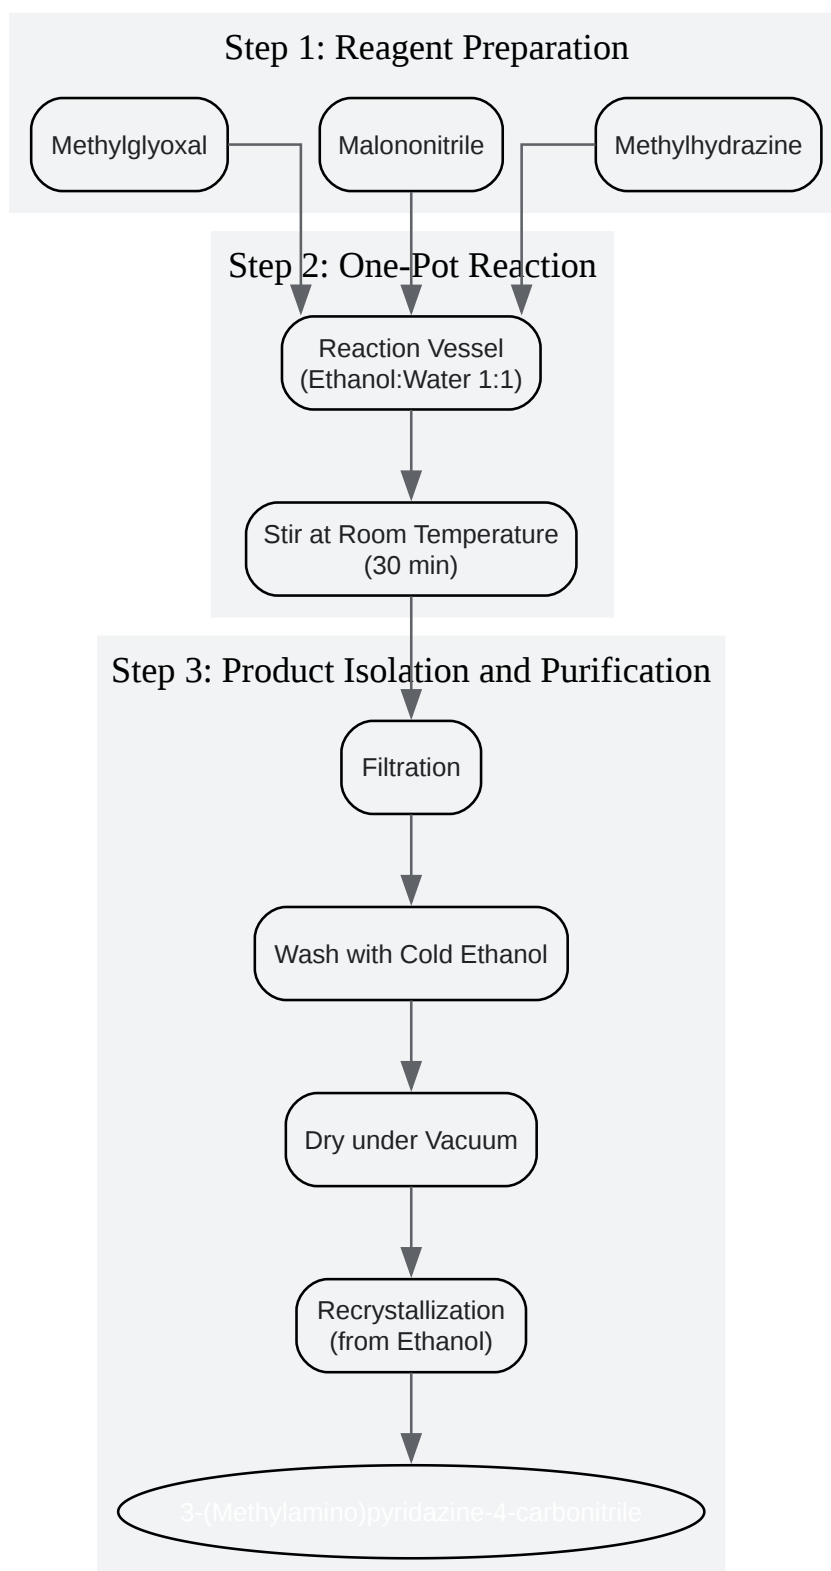 Step 1: Reagent Preparation
Methylglyoxal
Malononitrile
Methylhydrazine
Step 2: One-Pot Reaction
Reaction Vessel
(Ethanol:Water 1:1)
Stir at Room Temperature
(30 min)
Step 3: Product Isolation and Purification
Filtration
Wash with Cold Ethanol
Dry under Vacuum
Recrystallization
(from Ethanol)
3-(Methylamino)pyridazine-4-carbonitrile